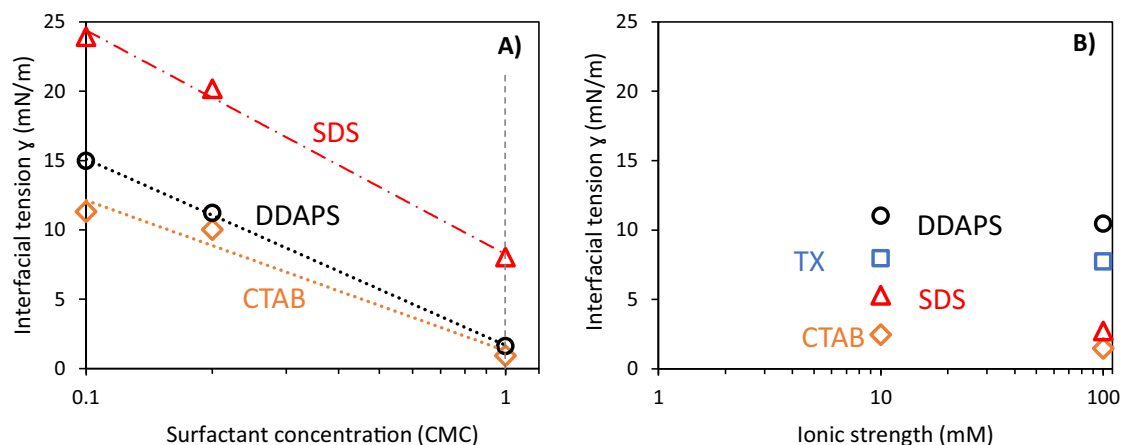 A)
25
20
15
10
5
0
Interfacial tension ɣ (mN/m)
SDS
DDAPS
CTAB
0.1
1
Surfactant concentration (CMC)
B)
25
20
15
10
5
0
Interfacial tension ɣ (mN/m)
DDAPS
TX
SDS
CTAB
1
10
100
Ionic strength (mM)